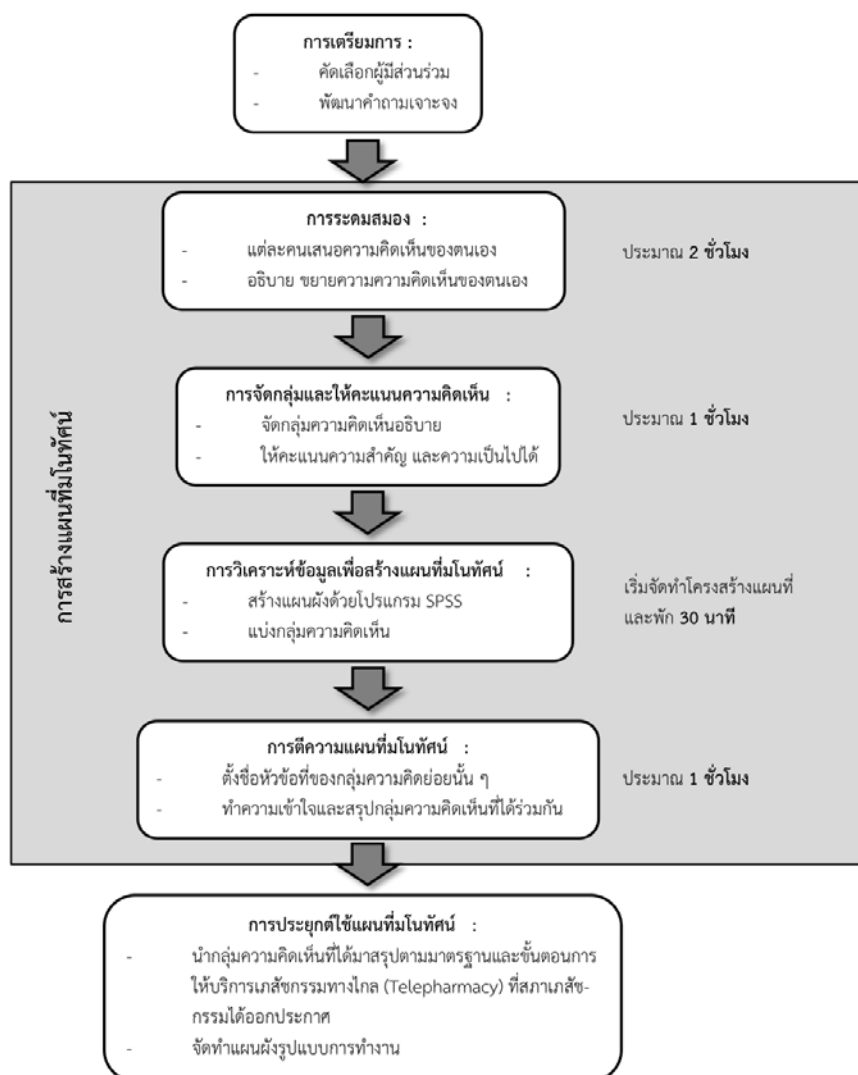 การเตรียมการ :
- คัดเลือกผู้มีส่วนร่วม
- พัฒนาคำถามเจาะจง
การสร้างแผนที่มโนทัศน์
การระดมสมอง :
- แต่ละคนเสนอความคิดเห็นของตนเอง
- อธิบาย ขยายความความคิดเห็นของตนเอง
ประมาณ 2 ชั่วโมง
การจัดกลุ่มและให้คะแนนความคิดเห็น :
- จัดกลุ่มความคิดเห็นอธิบาย
- ให้คะแนนความสำคัญ และความเป็นไปได้
ประมาณ 1 ชั่วโมง
การวิเคราะห์ข้อมูลเพื่อสร้างแผนที่มโนทัศน์ :
- สร้างแผนผังด้วยโปรแกรม SPSS
- แบ่งกลุ่มความคิดเห็น
เริ่มจัดทำโครงสร้างแผนที่
และพัก 30 นาที
การตีความแผนที่มโนทัศน์ :
- ตั้งชื่อหัวข้อที่ของกลุ่มความคิดย่อยนั้น ๆ
- ทำความเข้าใจและสรุปกลุ่มความคิดเห็นที่ได้ร่วมกัน
ประมาณ 1 ชั่วโมง
การประยุกต์ใช้แผนที่มโนทัศน์ :
- นำกลุ่มความคิดเห็นที่ได้มาสรุปตามมาตรฐานและขั้นตอนการ
ให้บริการเภสัชกรรมทางไกล (Telepharmacy) ที่สภาเภสัช-
กรรมได้ออกประกาศ
- จัดทำแผนผังรูปแบบการทำงาน